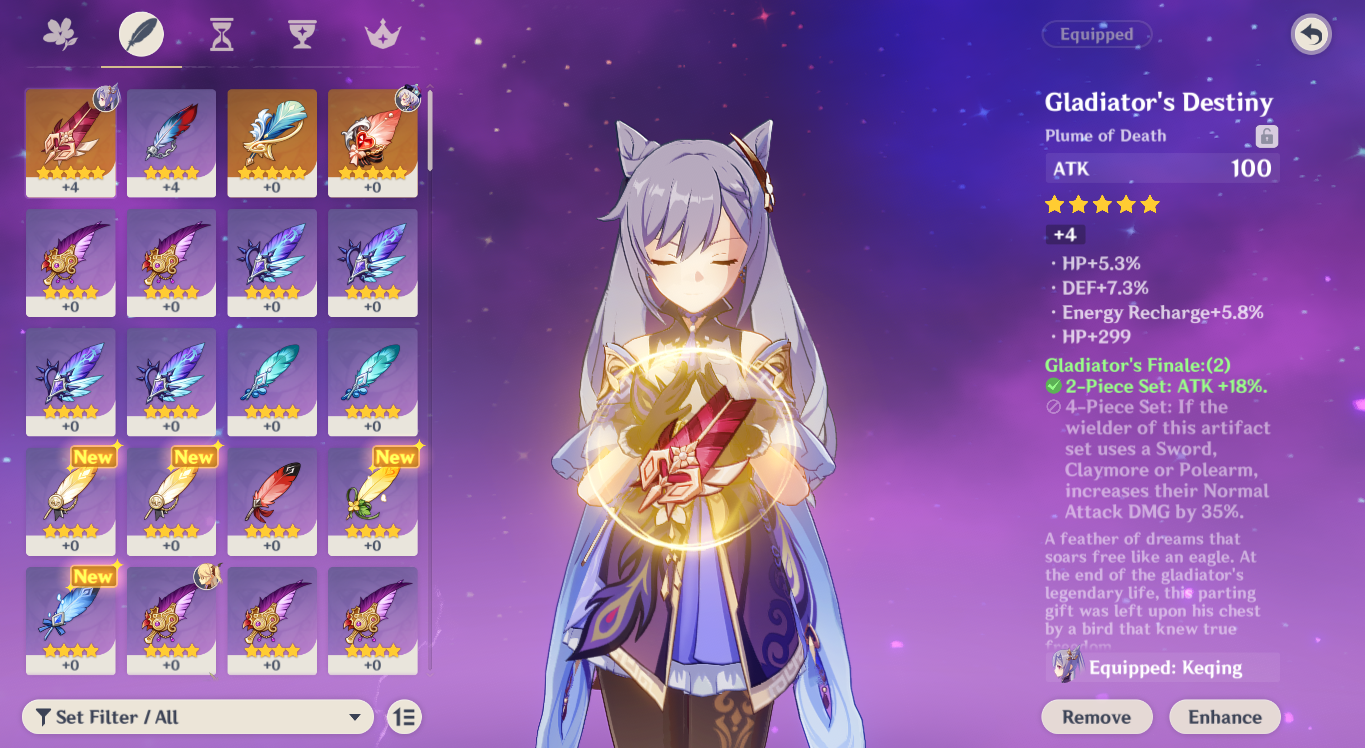 Equipped
Gladiator's Destiny
Plume of Death
ATK 100
+4
· HP+5.3%
· DEF+7.3%
· Energy Recharge+5.8%
· HP+299
Gladiator's Finale:(2)
2-Piece Set: ATK +18%.
4-Piece Set: If the
wielder of this artifact
set uses a Sword,
Claymore or Polearm,
increases their Normal
Attack DMG by 35%.
A feather of dreams that
soars free like an eagle. At
the end of the gladiator's
legendary life, this parting
gift was left upon his chest
by a bird that knew true
freedom
Equipped: Keqing
Remove Enhance
+4 +4 +0 +0
+0 +0 +0 +0
+0 +0 +0 +0
New New New
+0 +0 +0 +0
New
+0 +0 +0 +0
Set Filter / All
1